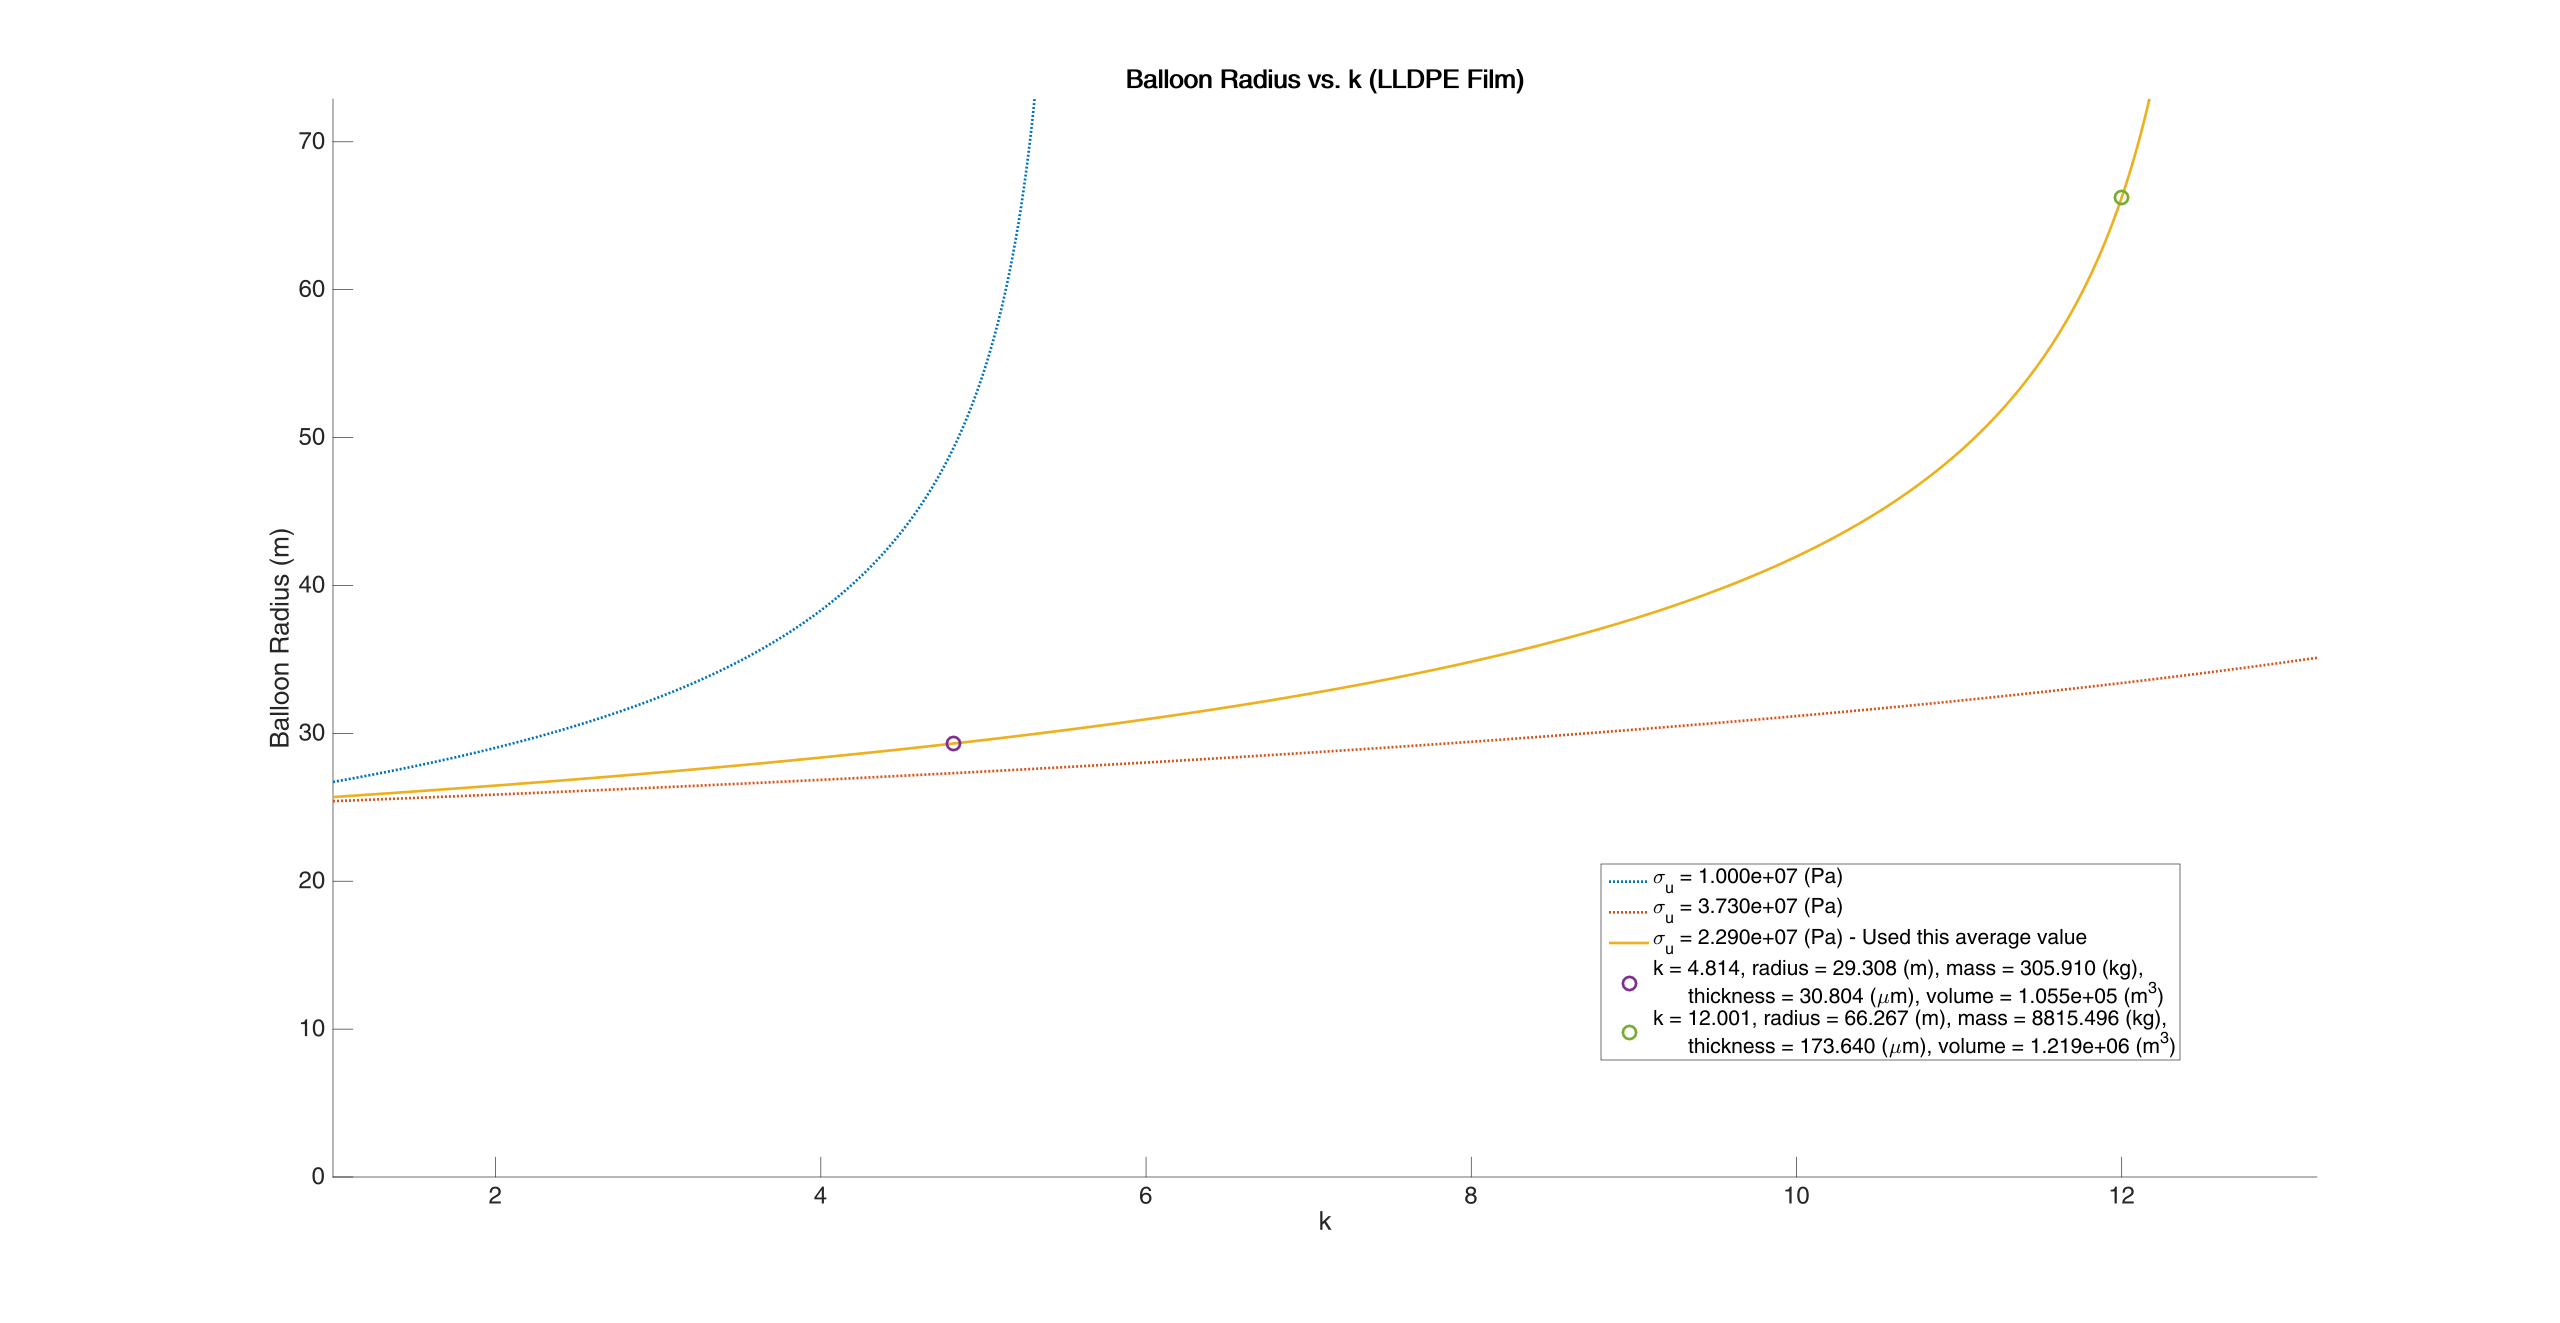 Balloon Radius vs. k (LLDPE Film)
70
60
50
40
30
20
10
0
Balloon Radius (m)
2 4 6 8 10 12
k
σu = 1.000e+07 (Pa)
σu = 3.730e+07 (Pa)
σu = 2.290e+07 (Pa) - Used this average value
k = 4.814, radius = 29.308 (m), mass = 305.910 (kg),
thickness = 30.804 (μm), volume = 1.055e+05 (m³)
k = 12.001, radius = 66.267 (m), mass = 8815.496 (kg),
thickness = 173.640 (μm), volume = 1.219e+06 (m³)